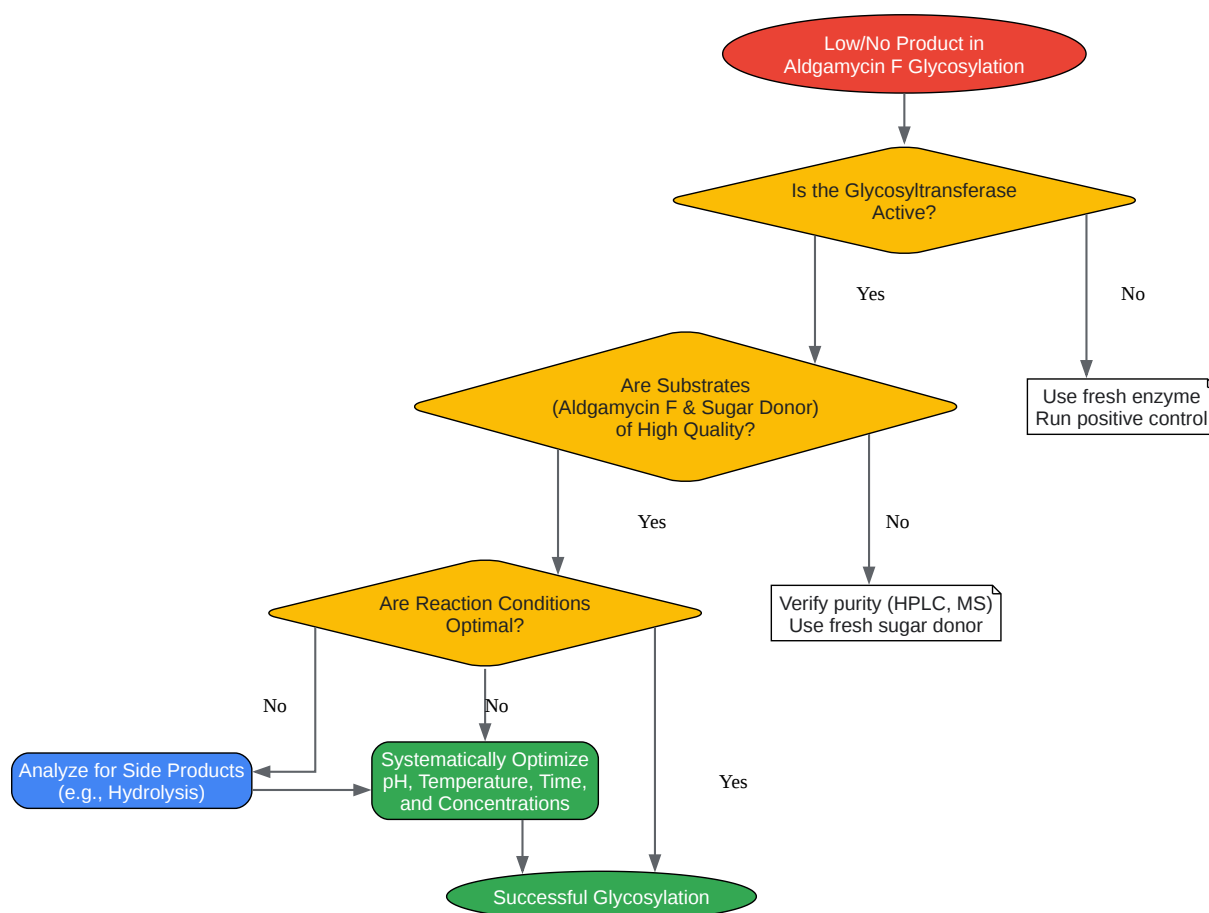 Low/No Product in
Aldgamycin F Glycosylation
Is the Glycosyltransferase
Active?
Yes
No
Are Substrates
(Aldgamycin F & Sugar Donor)
of High Quality?
Use fresh enzyme
Run positive control
Yes
No
Are Reaction Conditions
Optimal?
Verify purity (HPLC, MS)
Use fresh sugar donor
No
No
Analyze for Side Products
(e.g., Hydrolysis)
Systematically Optimize
pH, Temperature, Time,
and Concentrations
Yes
Successful Glycosylation